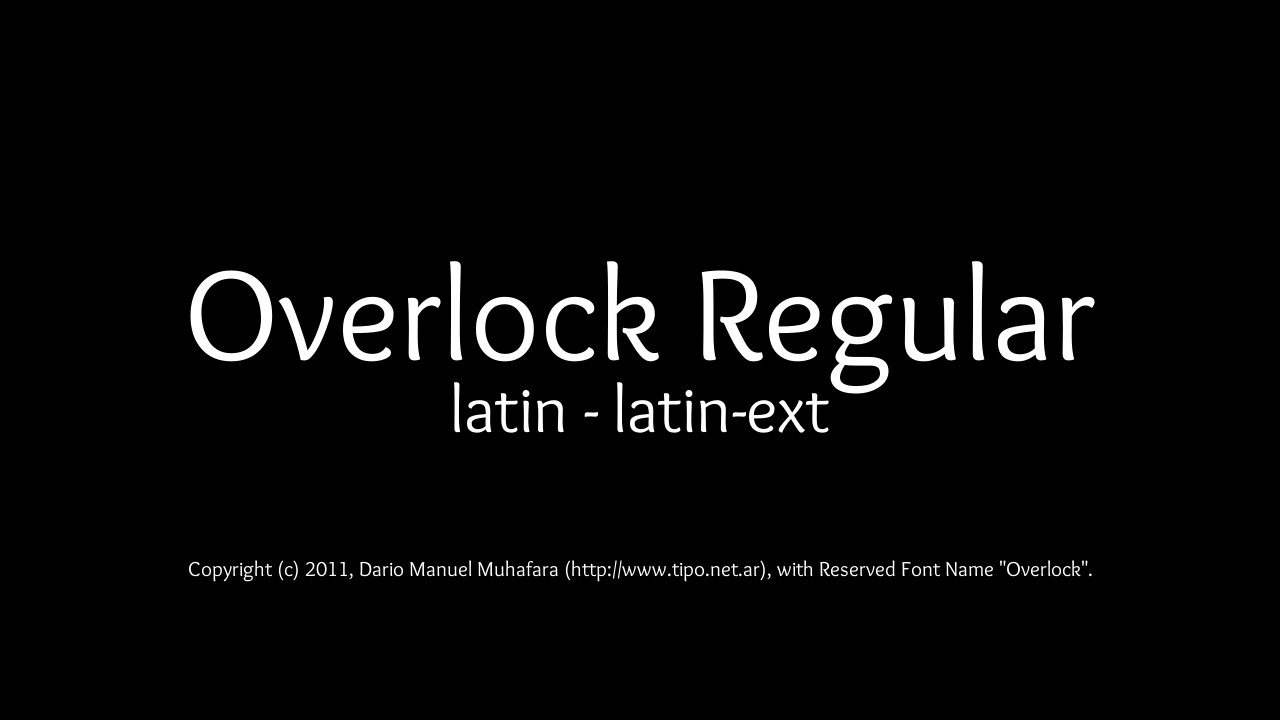 Overlock Regular
latin - latin-ext
Copyright (c) 2011, Dario Manuel Muhafara (http://www.tipo.net.ar), with Reserved Font Name "Overlock".